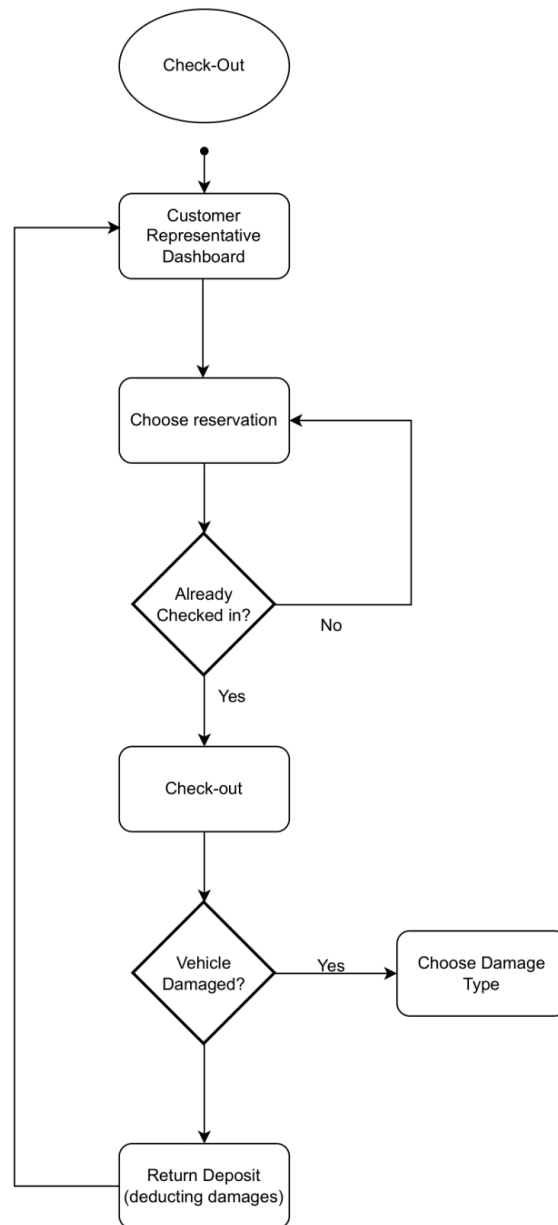 Check-Out
Customer
Representative
Dashboard
Choose reservation
Already
Checked in?
No
Yes
Check-out
Vehicle
Damaged?
Yes
Choose Damage
Type
Return Deposit
(deducting damages)